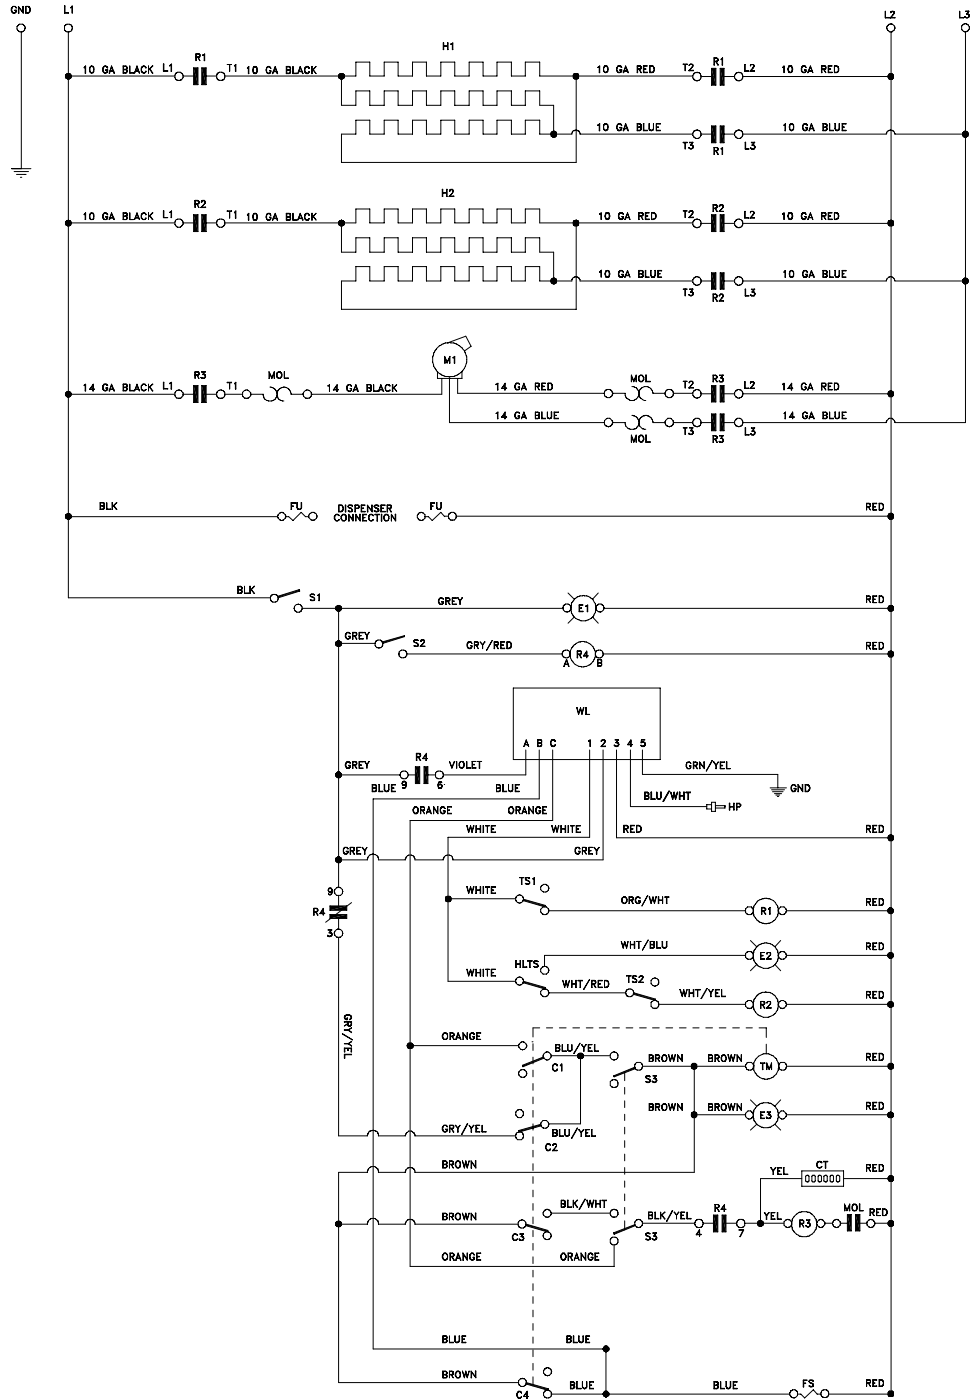 GND L1 L2 L3
H1
10 GA BLACK L1 R1 T1 10 GA BLACK 10 GA RED T2 R1 L2 10 GA RED
10 GA BLUE T3 R1 L3 10 GA BLUE
H2
10 GA BLACK L1 R2 T1 10 GA BLACK 10 GA RED T2 R2 L2 10 GA RED
10 GA BLUE T3 R2 L3 10 GA BLUE
M1
14 GA BLACK L1 R3 T1 MOL 14 GA BLACK 14 GA RED MOL T2 R3 L2 14 GA RED
14 GA BLUE MOL T3 R3 L3 14 GA BLUE
BLK FU DISPENSER FU RED
CONNECTION
BLK S1 GREY E1 RED
GREY S2 GRY/RED A R4 B RED
WL
A B C 1 2 3 4 5
GREY 9 R4 6 VIOLET GRN/YEL GND
BLUE BLUE BLU/WHT HP
ORANGE ORANGE
WHITE WHITE RED RED
GREY GREY
9 R4 3
WHITE TS1 ORG/WHT R1 RED
WHT/BLU E2 RED
WHITE HLTS WHT/RED TS2 WHT/YEL R2 RED
GRY/YEL
ORANGE C1 BLU/YEL S3 BROWN BROWN TM RED
BROWN BROWN E3 RED
GRY/YEL C2 BLU/YEL
BROWN YEL CT 000000 RED
BROWN C3 BLK/WHT S3 BLK/YEL 4 R4 7 YEL R3 MOL RED
ORANGE ORANGE
BLUE BLUE
BROWN C4 BLUE BLUE FS RED